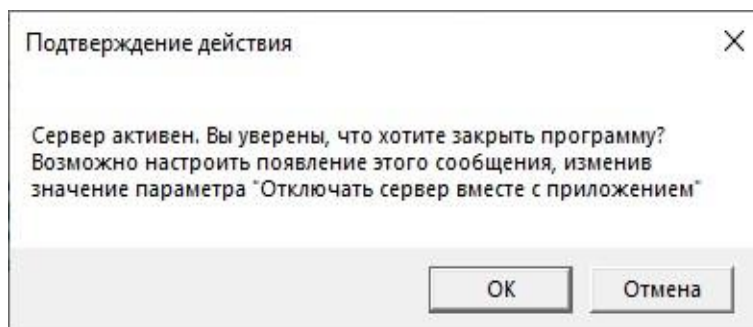 Подтверждение действия
Сервер активен. Вы уверены, что хотите закрыть программу?
Возможно настроить появление этого сообщения, изменив
значение параметра "Отключать сервер вместе с приложением"
ОК
Отмена